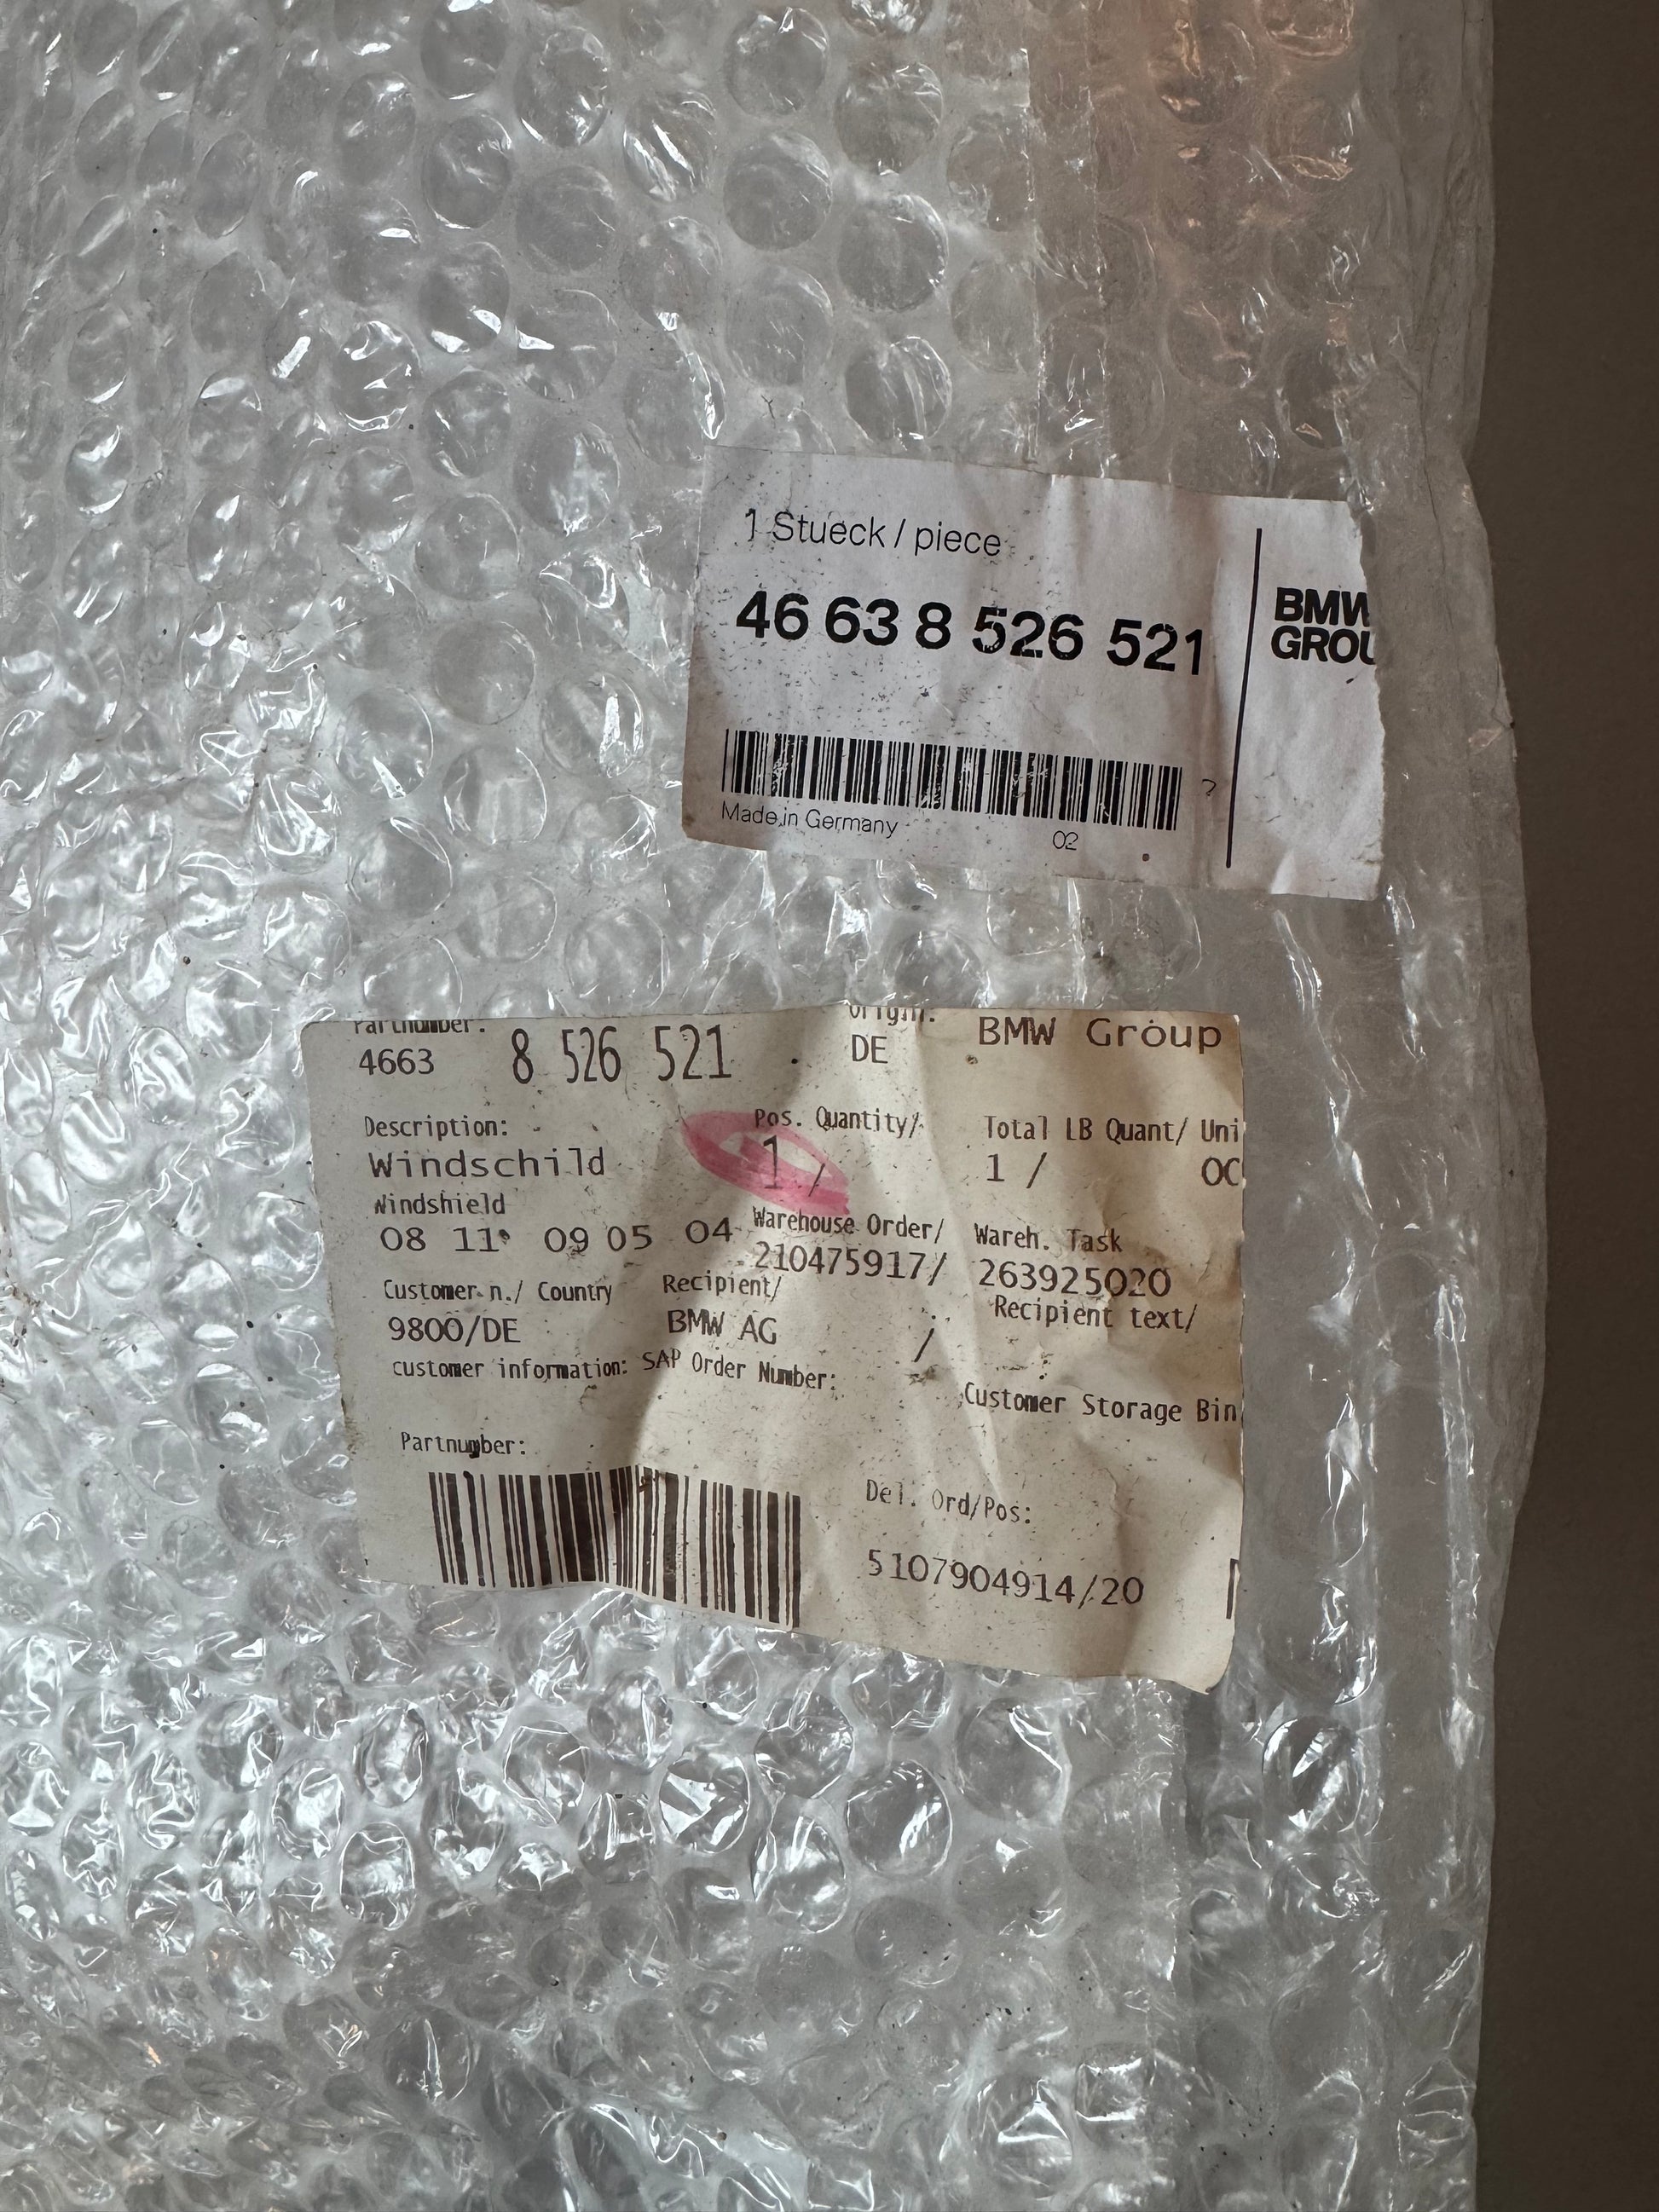 1 Stueck / piece
46 63 8 526 521
BMW
GROU
Made in Germany
02
Partnumber:
Origin:
BMW Group
4663 8 526 521
DE
Description:
Pos. Quantity/
Total LB Quant/ Uni
Windschild
1 /
1 /
Windshield
08 11 09 05 04
Warehouse Order/
Wareh. Task
210475917/
263925020
Customer n./ Country
Recipient/
Recipient text/
9800/DE
BMW AG
/
customer information:
SAP Order Number:
Customer Storage Bin
Partnumber:
Del. Ord/Pos:
5107904914/20